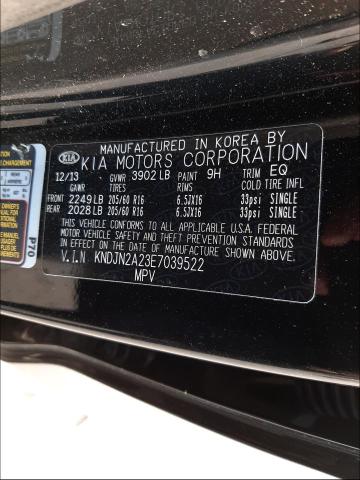 MANUFACTURED IN KOREA BY
KIA KIA MOTORS CORPORATION
12/13 GVWR 3902 LB PAINT 9H TRIM EQ
GAWR TIRES RIMS COLD TIRE INFL
FRONT 2249 LB 205/60 R16 6.5JX16 33psi SINGLE
REAR 2028 LB 205/60 R16 6.5JX16 33psi SINGLE
THIS VEHICLE CONFORMS TO ALL APPLICABLE U.S.A. FEDERAL
MOTOR VEHICLE SAFETY AND THEFT PREVENTION STANDARDS
IN EFFECT ON THE DATE OF MANUFACTURE SHOWN ABOVE.
V.I.N KNDJN2A23E7039522
MPV
P70